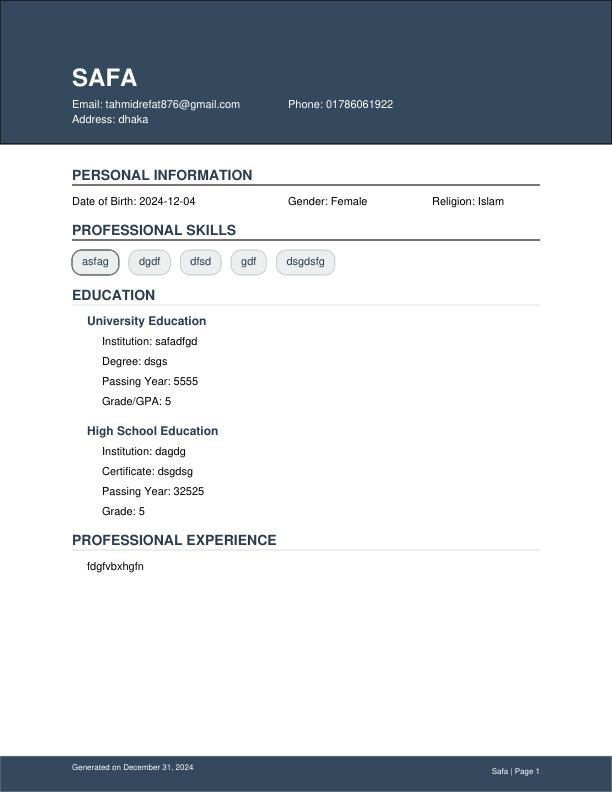 SAFA
Email: tahmidrefat876@gmail.com Phone: 01786061922
Address: dhaka
PERSONAL INFORMATION
Date of Birth: 2024-12-04 Gender: Female Religion: Islam
PROFESSIONAL SKILLS
asfag dgdf dfsd gdf dsgdsfg
EDUCATION
University Education
Institution: safadfgd
Degree: dsgs
Passing Year: 5555
Grade/GPA: 5
High School Education
Institution: dagdg
Certificate: dsgdsg
Passing Year: 32525
Grade: 5
PROFESSIONAL EXPERIENCE
fdgfvbxhgfn
Generated on December 31, 2024
Safa | Page 1